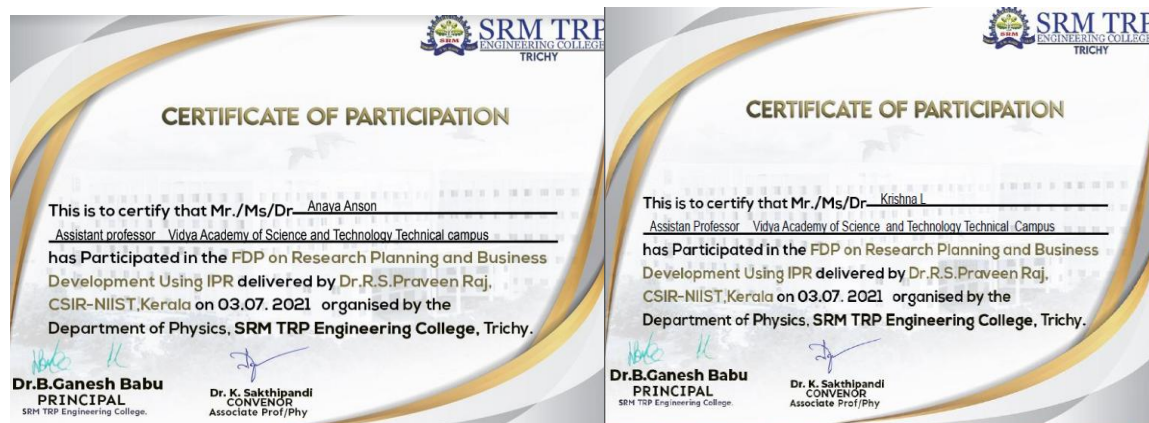 SRM TRP
ENGINEERING COLLEGE
TRICHY
SRM
CERTIFICATE OF PARTICIPATION
This is to certify that Mr./Ms/Dr Anaya Anson
Assistant professor Vidya Academy of Science and Technology Technical campus
has Participated in the FDP on Research Planning and Business
Development Using IPR delivered by Dr.R.S.Praveen Raj,
CSIR-NIIST,Kerala on 03.07. 2021 organised by the
Department of Physics, SRM TRP Engineering College, Trichy.
Dr.B.Ganesh Babu
PRINCIPAL
SRM TRP Engineering College.
Dr. K. Sakthipandi
CONVENOR
Associate Prof/Phy
SRM TRP
ENGINEERING COLLEGE
TRICHY
SRM
CERTIFICATE OF PARTICIPATION
This is to certify that Mr./Ms/Dr Krishna L
Assistan Professor Vidya Academy of Science and Technology Technical Campus
has Participated in the FDP on Research Planning and Business
Development Using IPR delivered by Dr.R.S.Praveen Raj,
CSIR-NIIST,Kerala on 03.07. 2021 organised by the
Department of Physics, SRM TRP Engineering College, Trichy.
Dr.B.Ganesh Babu
PRINCIPAL
SRM TRP Engineering College.
Dr. K. Sakthipandi
CONVENOR
Associate Prof/Phy